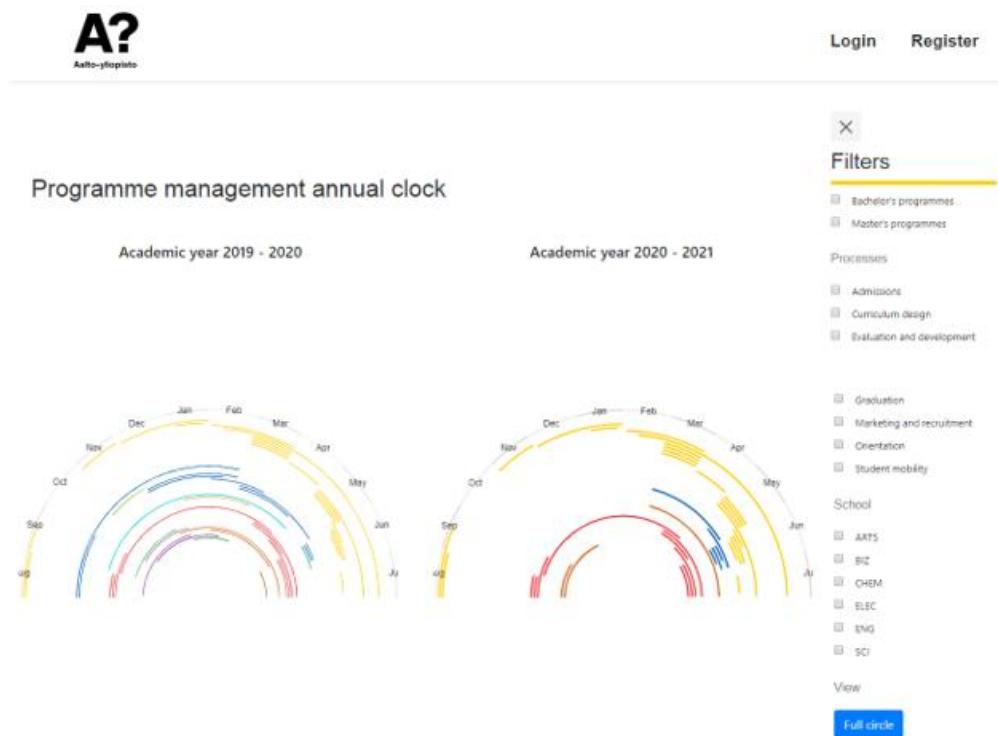 A?
Aalto-yliopisto
Login Register
Filters
Bachelor's programmes
Master's programmes
Processes
Admissions
Curriculum design
Evaluation and development
Graduation
Marketing and recruitment
Orientation
Student mobility
School
ARTS
BIZ
CHEM
ELEC
ENG
SCI
View
Full circle
Programme management annual clock
Academic year 2019 - 2020
Oct
Nov
Dec
Jan
Feb
Mar
Apr
May
Jun
Sep
Academic year 2020 - 2021
Oct
Nov
Dec
Jan
Feb
Mar
Apr
May
Jun
Sep